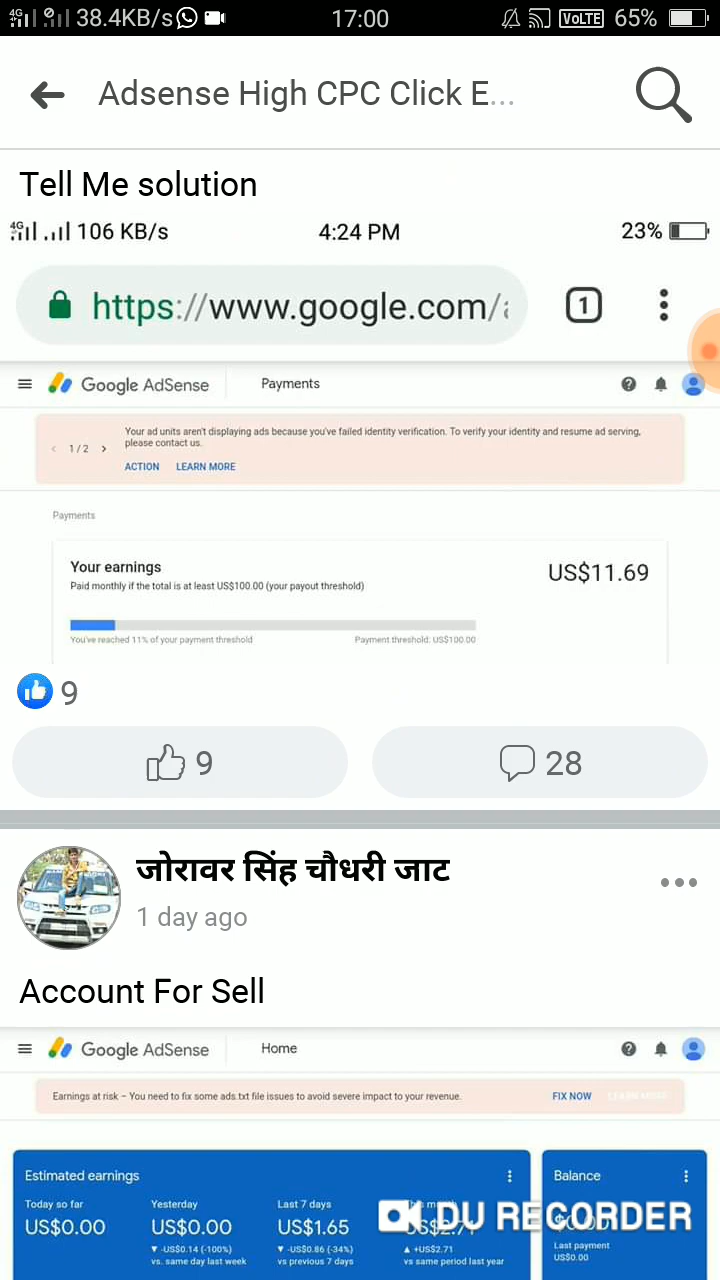 4G 38.4KB/s 17:00 VoLTE 65%
Adsense High CPC Click E...
Tell Me solution
4G 106 KB/s 4:24 PM 23%
https://www.google.com/a 1
Google AdSense Payments
Your ad units aren't displaying ads because you've failed identity verification. To verify your identity and resume ad serving,
1 / 2 please contact us.
ACTION LEARN MORE
Payments
Your earnings US$11.69
Paid monthly if the total is at least US$100.00 (your payout threshold)
You've reached 11% of your payment threshold Payment threshold: US$100.00
9
9 28
जोरावर सिंह चौधरी जाट
1 day ago
Account For Sell
Google AdSense Home
Earnings at risk – You need to fix some ads.txt file issues to avoid severe impact to your revenue. FIX NOW LEARN MORE
Estimated earnings Balance
Today so far Yesterday Last 7 days This month
US$0.00 US$0.00 US$1.65 US$2.71
DU RECORDER
▼ -US$0.14 (-100%) ▼ -US$0.86 (-34%) ▲ +US$2.71 Last payment
vs. same day last week vs previous 7 days vs same period last year US$0.00